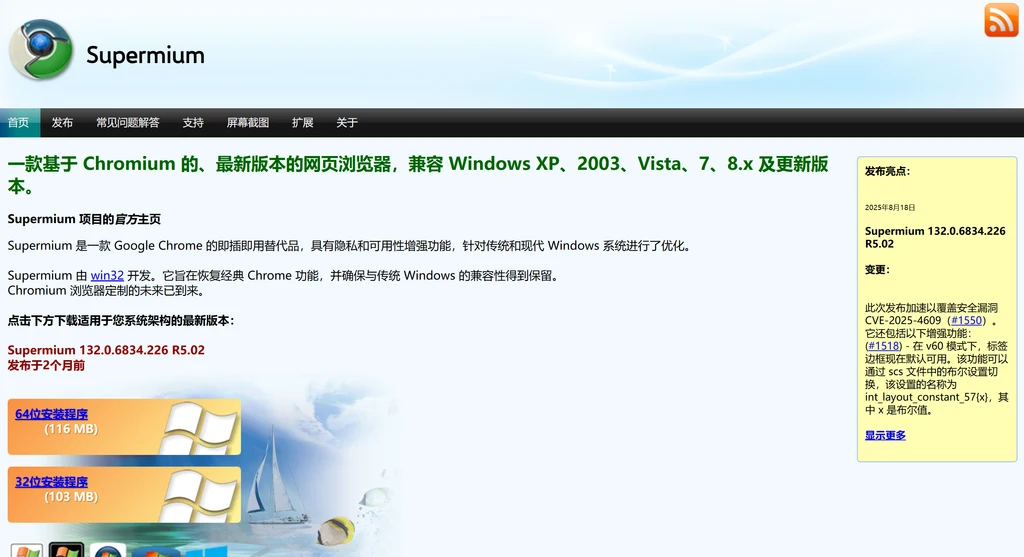 Supermium
首页 发布 常见问题解答 支持 屏幕截图 扩展 关于
一款基于 Chromium 的、最新版本的网页浏览器，兼容 Windows XP、2003、Vista、7、8.x 及更新版
本。
Supermium 项目的官方主页
Supermium 是一款 Google Chrome 的即插即用替代品，具有隐私和可用性增强功能，针对传统和现代 Windows 系统进行了优化。
Supermium 由 win32 开发。它旨在恢复经典 Chrome 功能，并确保与传统 Windows 的兼容性得到保留。
Chromium 浏览器定制的未来已到来。
点击下方下载适用于您系统架构的最新版本：
Supermium 132.0.6834.226 R5.02
发布于2个月前
64位安装程序
(116 MB)
32位安装程序
(103 MB)
发布亮点：
2025年8月18日
Supermium 132.0.6834.226
R5.02
变更：
此次发布加速以覆盖安全漏洞
CVE-2025-4609（#1550）。
它还包括以下增强功能：
(#1518) - 在 v60 模式下，标签
边框现在默认可用。该功能可以
通过 scs 文件中的布尔设置切
换，该设置的名称为
int_layout_constant_57{x}，其
中 x 是布尔值。
显示更多